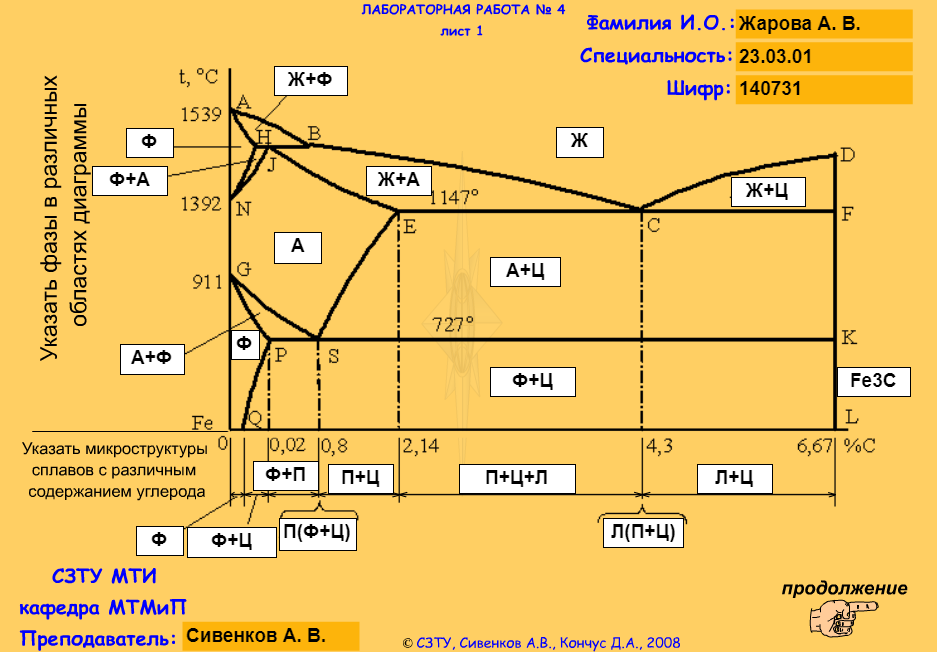 ЛАБОРАТОРНАЯ РАБОТА № 4
лист 1
Фамилия И.О.: Жарова А. В.
Специальность: 23.03.01
Шифр: 140731
Указать фазы в различных
областях диаграммы
t, °C
Ж+Ф
A
1539
Ф
H
B
Ж
J
D
Ф+А
Ж+А
Ж+Ц
1392
N
1147°
E
C
F
А
G
А+Ц
911
727°
А+Ф
Ф
P
S
K
Ф+Ц
Fe3C
Fe
Q
L
0
0,02
0,8
2,14
4,3
6,67
%C
Указать микроструктуры
сплавов с различным
содержанием углерода
Ф+П
П+Ц
П+Ц+Л
Л+Ц
Ф
Ф+Ц
П(Ф+Ц)
Л(П+Ц)
СЗТУ МТИ
кафедра МТМиП
Преподаватель: Сивенков А. В.
продолжение
© СЗТУ, Сивенков А.В., Кончус Д.А., 2008